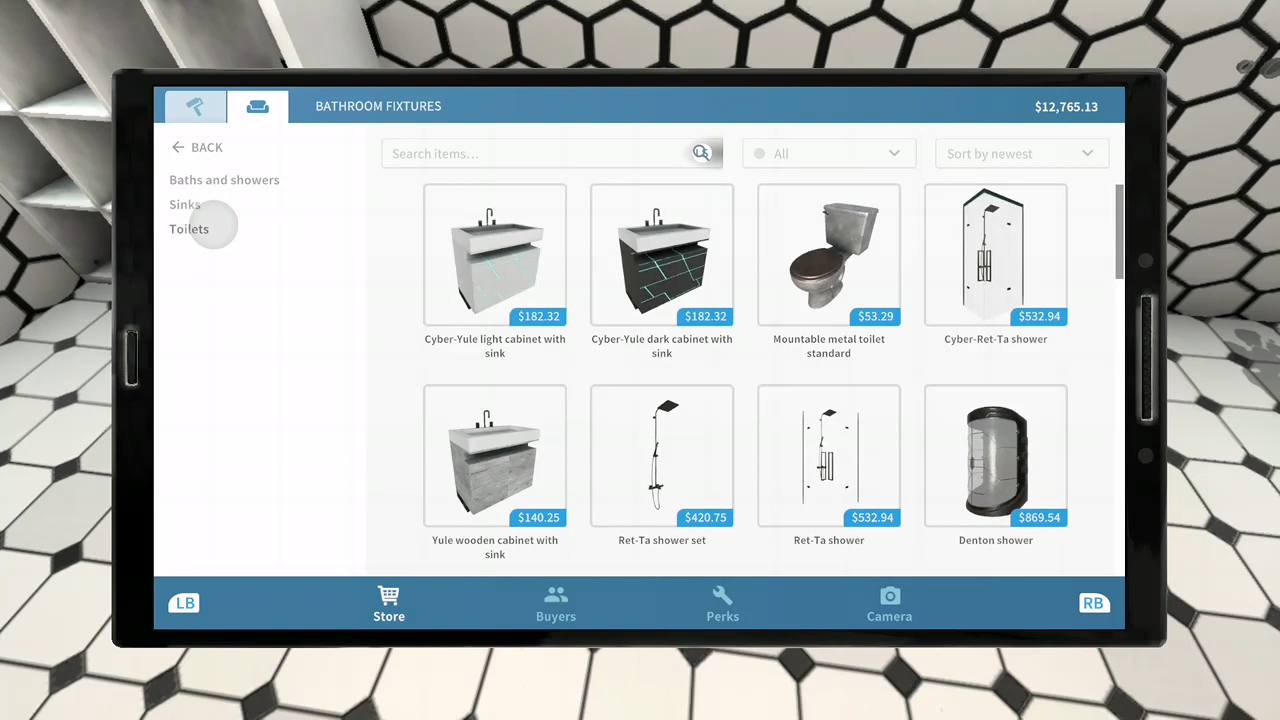 BATHROOM FIXTURES
$12,765.13
BACK
Search items...
All
Sort by newest
Baths and showers
Sinks
Toilets
$182.32
$182.32
$53.29
$532.94
Cyber-Yule light cabinet with
sink
Cyber-Yule dark cabinet with
sink
Mountable metal toilet
standard
Cyber-Ret-Ta shower
$140.25
$420.75
$532.94
$869.54
Yule wooden cabinet with
sink
Ret-Ta shower set
Ret-Ta shower
Denton shower
LB
Store
Buyers
Perks
Camera
RB